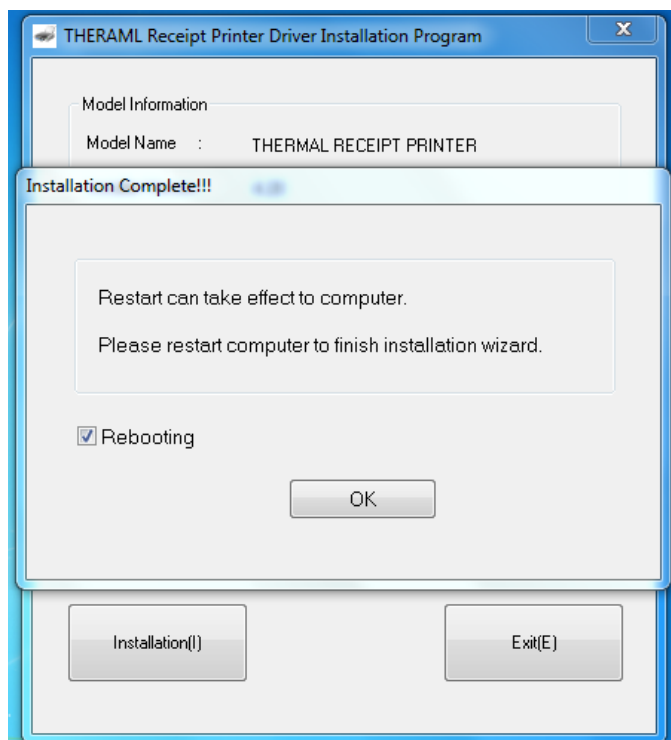 THERAML Receipt Printer Driver Installation Program
Model Information
Model Name : THERMAL RECEIPT PRINTER
Installation Complete!!!
Restart can take effect to computer.
Please restart computer to finish installation wizard.
Rebooting
OK
Installation(I)
Exit(E)